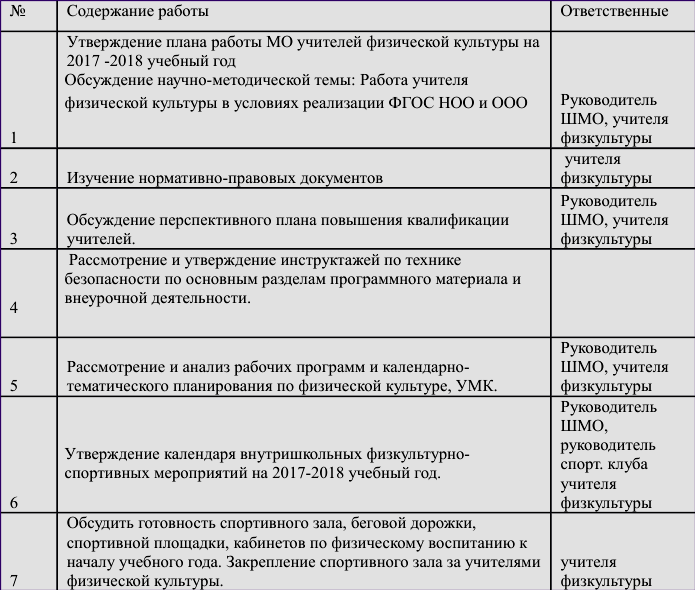 № Содержание работы Ответственные
Утверждение плана работы МО учителей физической культуры на
2017 -2018 учебный год
Обсуждение научно-методической темы: Работа учителя
физической культуры в условиях реализации ФГОС НОО и ООО
1
Руководитель
ШМО, учителя
физкультуры
2
Изучение нормативно-правовых документов
учителя
физкультуры
3
Обсуждение перспективного плана повышения квалификации
учителей.
Руководитель
ШМО, учителя
физкультуры
4
Рассмотрение и утверждение инструктажей по технике
безопасности по основным разделам программного материала и
внеурочной деятельности.
5
Рассмотрение и анализ рабочих программ и календарно-
тематического планирования по физической культуре, УМК.
Руководитель
ШМО, учителя
физкультуры
6
Утверждение календаря внутришкольных физкультурно-
спортивных мероприятий на 2017-2018 учебный год.
Руководитель
ШМО,
руководитель
спорт. клуба
учителя
физкультуры
7
Обсудить готовность спортивного зала, беговой дорожки,
спортивной площадки, кабинетов по физическому воспитанию к
началу учебного года. Закрепление спортивного зала за учителями
физической культуры.
учителя
физкультуры